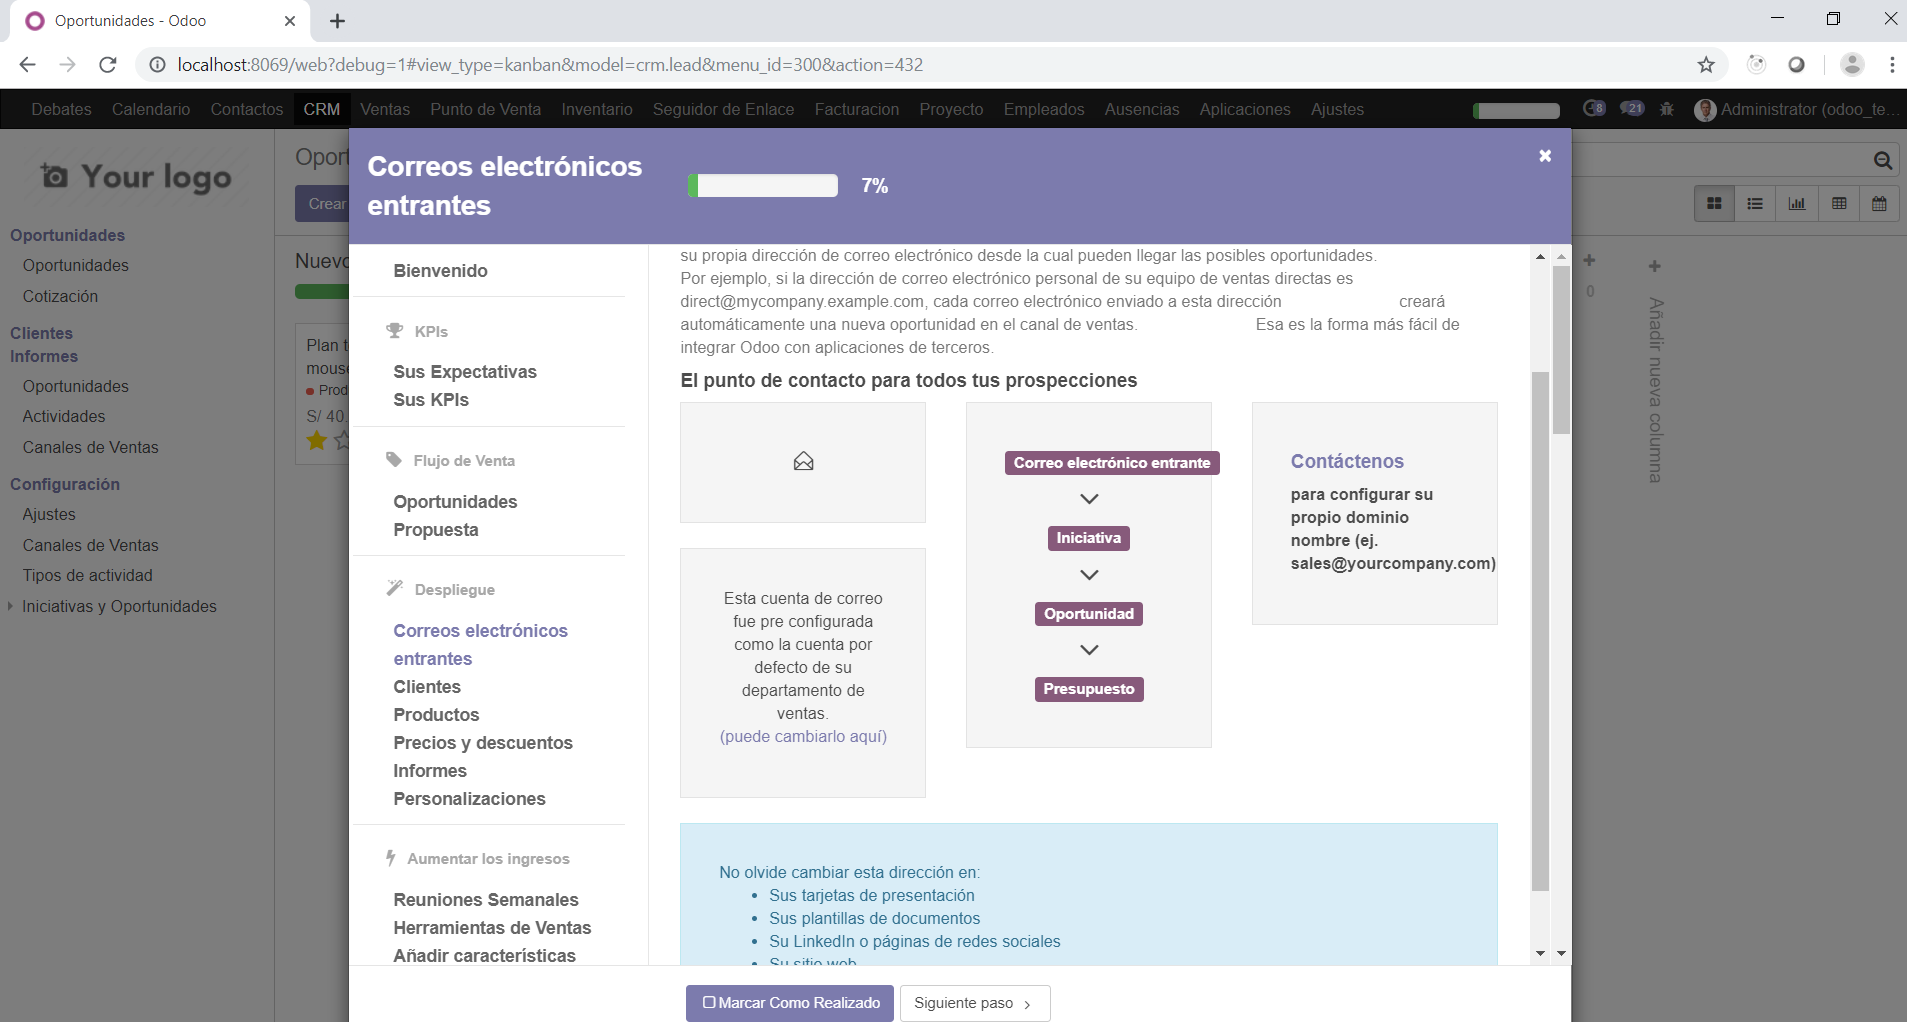 Oportunidades - Odoo
localhost:8069/web?debug=1#view_type=kanban&model=crm.lead&menu_id=300&action=432
Debates Calendario Contactos CRM Ventas Punto de Venta Inventario Seguidor de Enlace Facturacion Proyecto Empleados Ausencias Aplicaciones Ajustes 8 21 Administrator (odoo_te...
Your logo
Oportunidades
Oportunidades
Cotización
Clientes
Informes
Oportunidades
Actividades
Canales de Ventas
Configuración
Ajustes
Canales de Ventas
Tipos de actividad
Iniciativas y Oportunidades
Oport
Crear
Nuevo
Plan t
mouse
Prod
S/ 40.
0
Añadir nueva columna
Correos electrónicos
entrantes
7%
Bienvenido
KPIs
Sus Expectativas
Sus KPIs
Flujo de Venta
Oportunidades
Propuesta
Despliegue
Correos electrónicos
entrantes
Clientes
Productos
Precios y descuentos
Informes
Personalizaciones
Aumentar los ingresos
Reuniones Semanales
Herramientas de Ventas
Añadir características
su propia dirección de correo electrónico desde la cual pueden llegar las posibles oportunidades.
Por ejemplo, si la dirección de correo electrónico personal de su equipo de ventas directas es
direct@mycompany.example.com, cada correo electrónico enviado a esta dirección creará
automáticamente una nueva oportunidad en el canal de ventas. Esa es la forma más fácil de
integrar Odoo con aplicaciones de terceros.
El punto de contacto para todos tus prospecciones
Esta cuenta de correo
fue pre configurada
como la cuenta por
defecto de su
departamento de
ventas.
(puede cambiarlo aquí)
Correo electrónico entrante
Iniciativa
Oportunidad
Presupuesto
Contáctenos
para configurar su
propio dominio
nombre (ej.
sales@yourcompany.com)
No olvide cambiar esta dirección en:
Sus tarjetas de presentación
Sus plantillas de documentos
Su LinkedIn o páginas de redes sociales
Su sitio web
Marcar Como Realizado
Siguiente paso